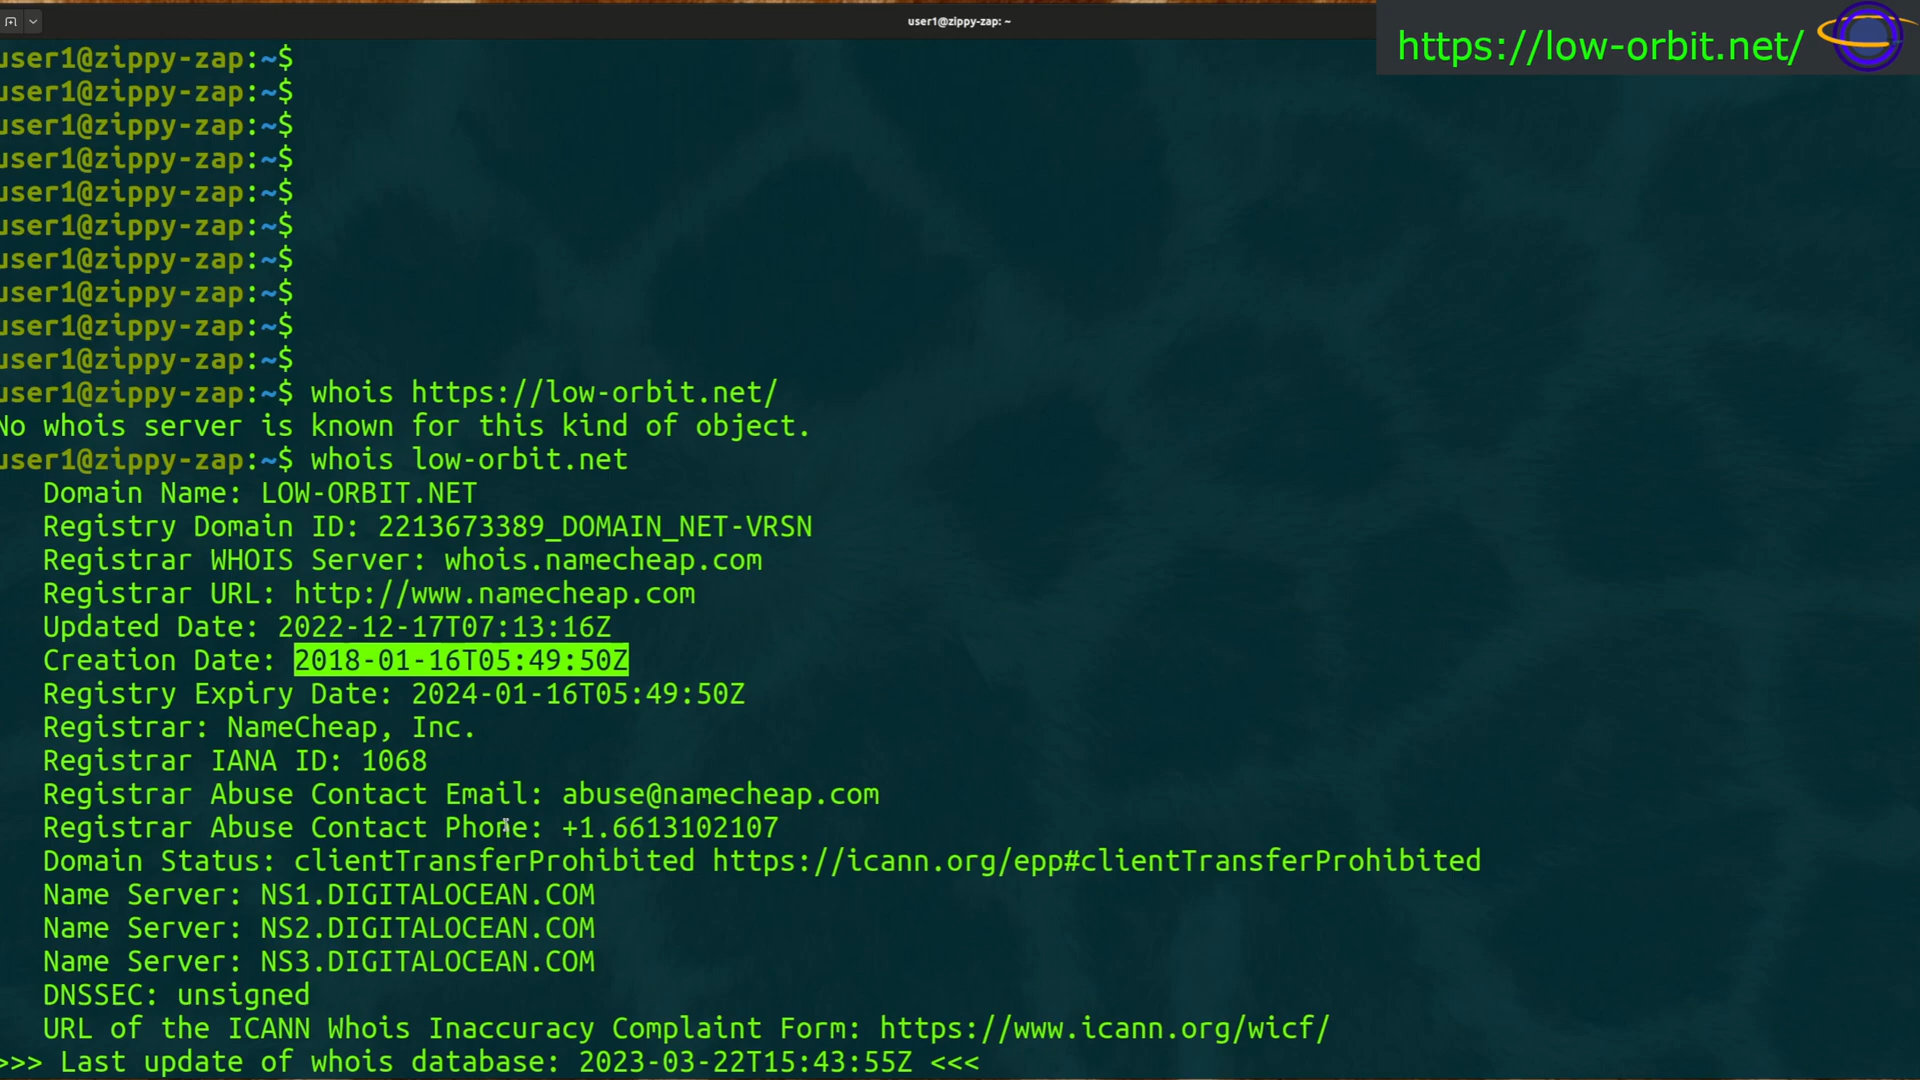 user1@zippy-zap: ~
https://low-orbit.net/
user1@zippy-zap:~$
user1@zippy-zap:~$
user1@zippy-zap:~$
user1@zippy-zap:~$
user1@zippy-zap:~$
user1@zippy-zap:~$
user1@zippy-zap:~$
user1@zippy-zap:~$
user1@zippy-zap:~$
user1@zippy-zap:~$
user1@zippy-zap:~$ whois https://low-orbit.net/
No whois server is known for this kind of object.
user1@zippy-zap:~$ whois low-orbit.net
Domain Name: LOW-ORBIT.NET
Registry Domain ID: 2213673389_DOMAIN_NET-VRSN
Registrar WHOIS Server: whois.namecheap.com
Registrar URL: http://www.namecheap.com
Updated Date: 2022-12-17T07:13:16Z
Creation Date: 2018-01-16T05:49:50Z
Registry Expiry Date: 2024-01-16T05:49:50Z
Registrar: NameCheap, Inc.
Registrar IANA ID: 1068
Registrar Abuse Contact Email: abuse@namecheap.com
Registrar Abuse Contact Phone: +1.6613102107
Domain Status: clientTransferProhibited https://icann.org/epp#clientTransferProhibited
Name Server: NS1.DIGITALOCEAN.COM
Name Server: NS2.DIGITALOCEAN.COM
Name Server: NS3.DIGITALOCEAN.COM
DNSSEC: unsigned
URL of the ICANN Whois Inaccuracy Complaint Form: https://www.icann.org/wicf/
>>> Last update of whois database: 2023-03-22T15:43:55Z <<<